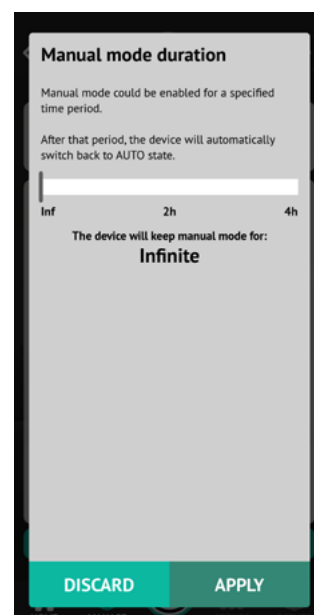 Manual mode duration
Manual mode could be enabled for a specified
time period.
After that period, the device will automatically
switch back to AUTO state.
Inf 2h 4h
The device will keep manual mode for:
Infinite
DISCARD APPLY